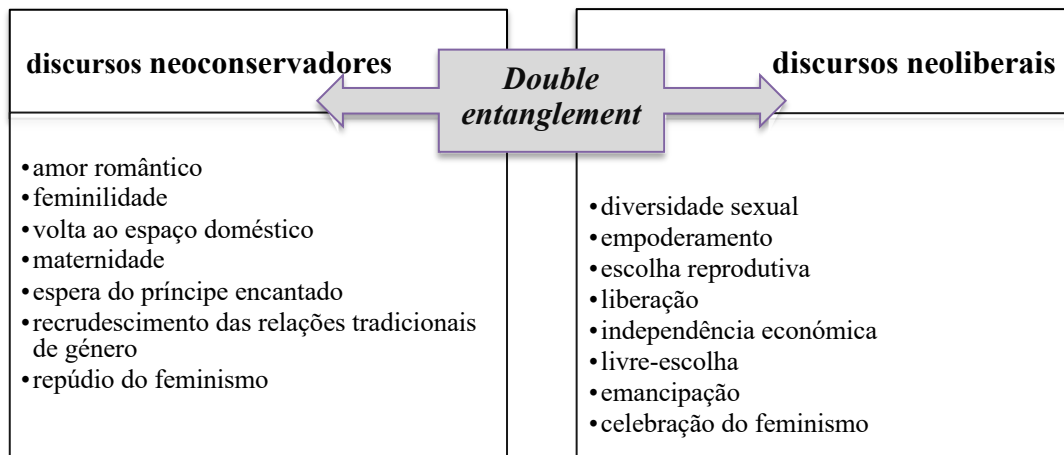 discursos neoconservadores
Double
entanglement
discursos neoliberais
•amor romântico
•feminilidade
•volta ao espaço doméstico
•maternidade
•espera do príncipe encantado
•recrudescimento das relações tradicionais
de género
•repúdio do feminismo
•diversidade sexual
•empoderamento
•escolha reprodutiva
•liberação
•independência económica
•livre-escolha
•emancipação
•celebração do feminismo